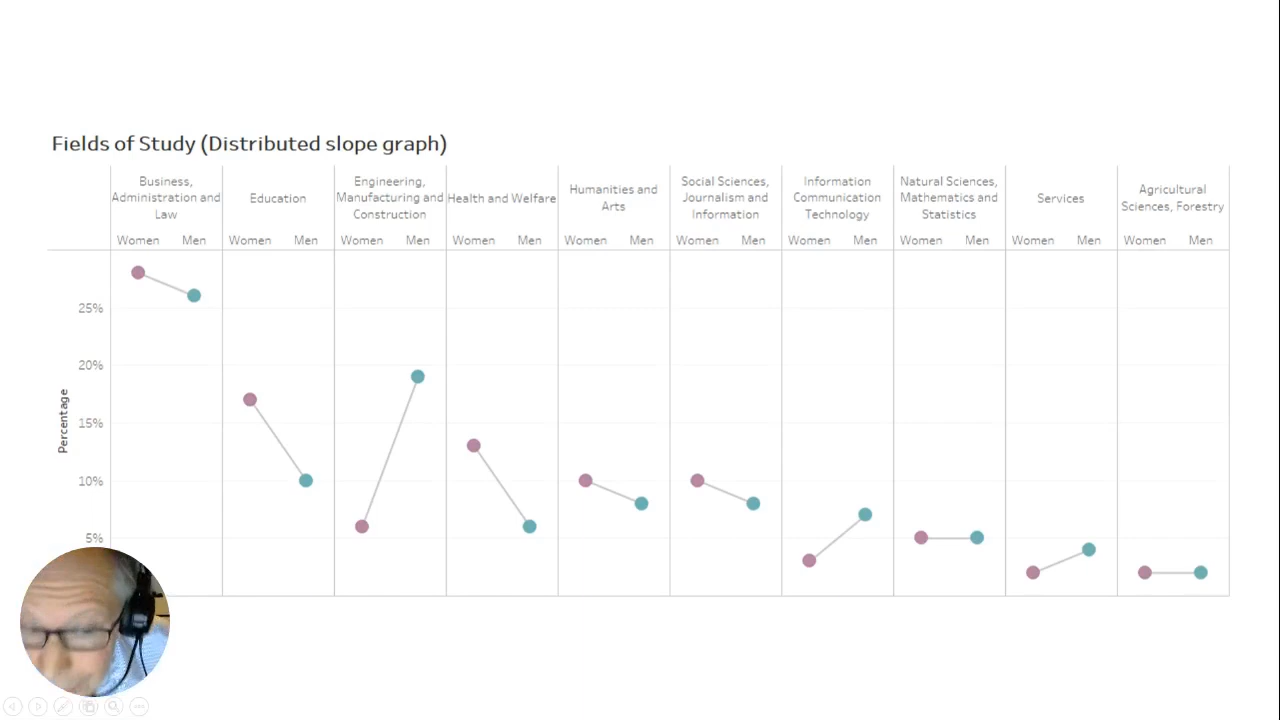 Fields of Study (Distributed slope graph)
Business,
Administration and
Law
Education
Engineering,
Manufacturing and
Construction
Health and Welfare
Humanities and
Arts
Social Sciences,
Journalism and
Information
Information
Communication
Technology
Natural Sciences,
Mathematics and
Statistics
Services
Agricultural
Sciences, Forestry
Women Men Women Men Women Men Women Men Women Men Women Men Women Men Women Men Women Men Women Men
25%
20%
15%
10%
5%
Percentage